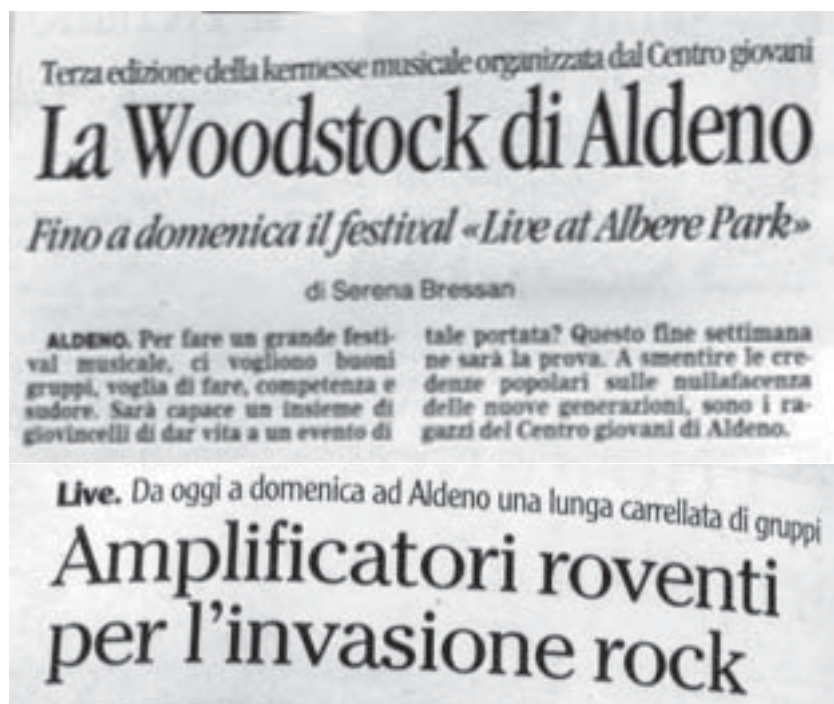 Terza edizione della kermesse musicale organizzata dal Centro giovani
La Woodstock di Aldeno
Fino a domenica il festival «Live at Albere Park»
di Serena Bressan
ALDENO. Per fare un grande festi-
val musicale, ci vogliono buoni
gruppi, voglia di fare, competenza e
sudore. Sarà capace un insieme di
giovincelli di dar vita a un evento di
tale portata? Questo fine settimana
ne sarà la prova. A smentire le cre-
denze popolari sulle nullafacenza
delle nuove generazioni, sono i ra-
gazzi del Centro giovani di Aldeno.
Live. Da oggi a domenica ad Aldeno una lunga carrellata di gruppi
Amplificatori roventi
per l'invasione rock